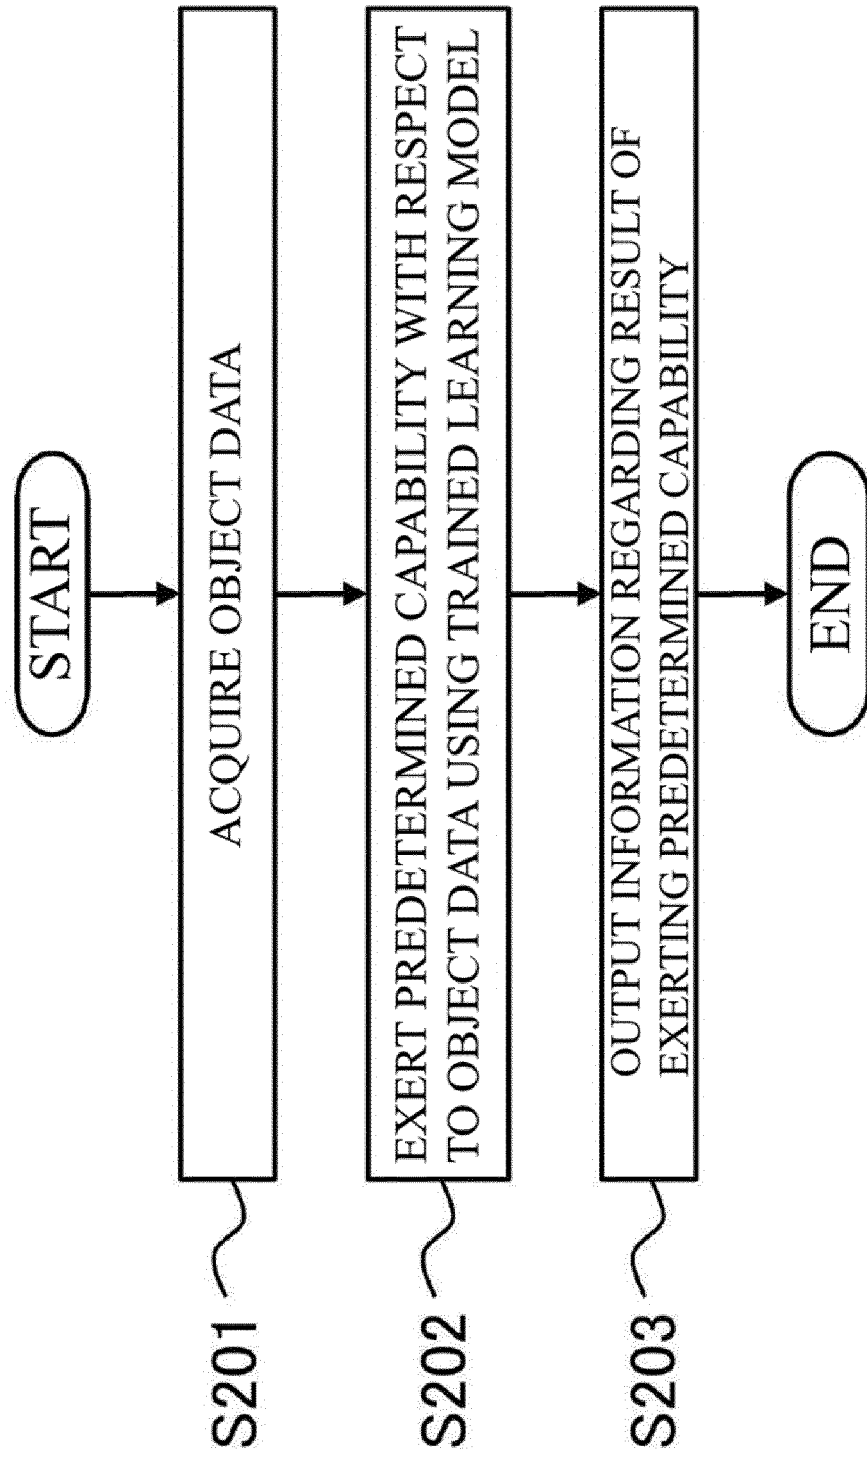 START
S201
ACQUIRE OBJECT DATA
S202
EXERT PREDETERMINED CAPABILITY WITH RESPECT
TO OBJECT DATA USING TRAINED LEARNING MODEL
S203
OUTPUT INFORMATION REGARDING RESULT OF
EXERTING PREDETERMINED CAPABILITY
END